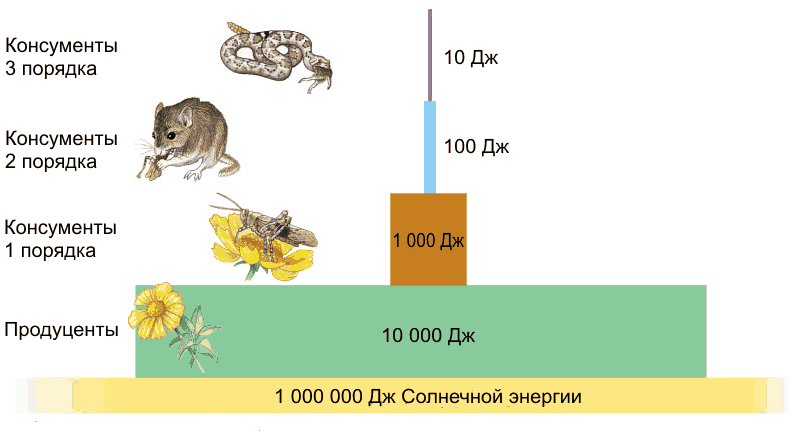 Консументы
3 порядка
10 Дж
Консументы
2 порядка
100 Дж
Консументы
1 порядка
1 000 Дж
Продуценты
10 000 Дж
1 000 000 Дж Солнечной энергии